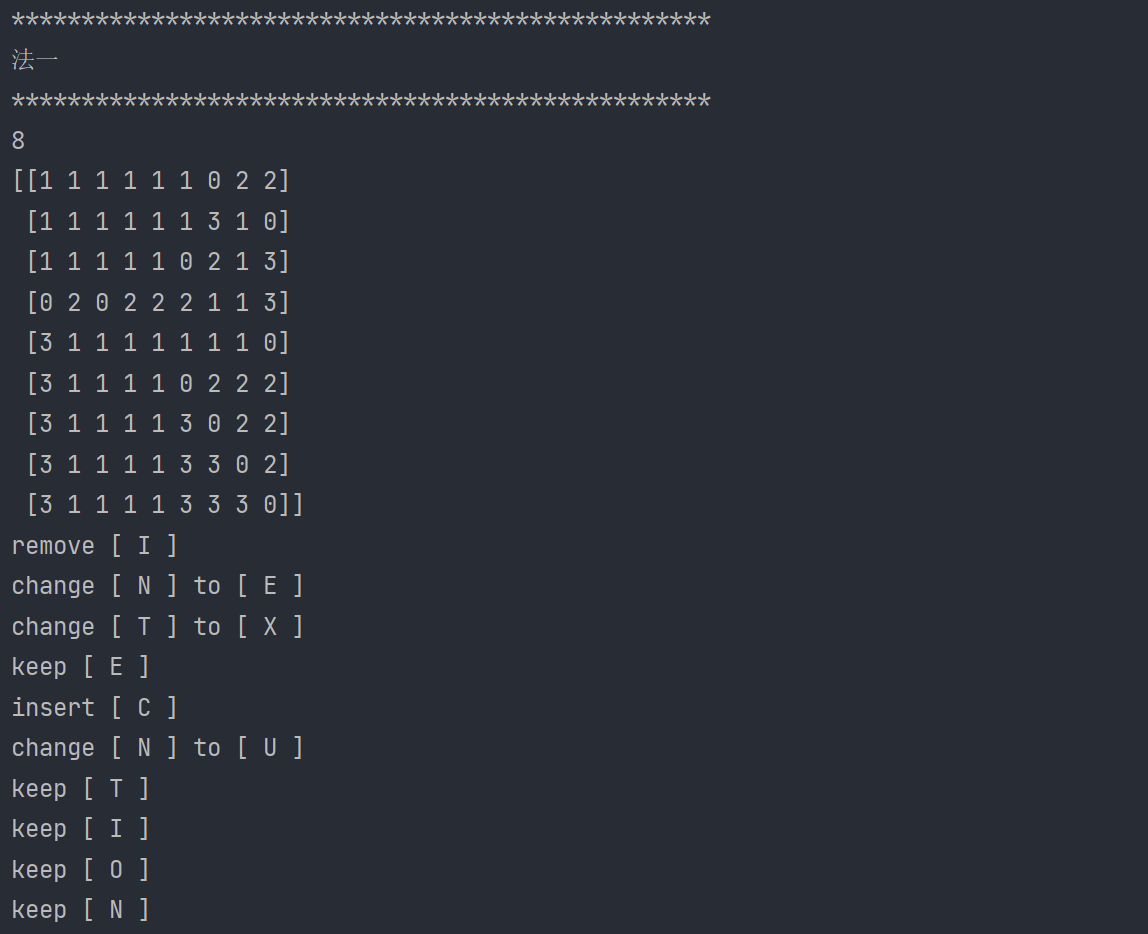 **************************************************
法一
**************************************************
8
[[1 1 1 1 1 1 0 2 2]
 [1 1 1 1 1 1 3 1 0]
 [1 1 1 1 1 0 2 1 3]
 [0 2 0 2 2 2 1 1 3]
 [3 1 1 1 1 1 1 1 0]
 [3 1 1 1 1 0 2 2 2]
 [3 1 1 1 1 3 0 2 2]
 [3 1 1 1 1 3 3 0 2]
 [3 1 1 1 1 3 3 3 0]]
remove [ I ]
change [ N ] to [ E ]
change [ T ] to [ X ]
keep [ E ]
insert [ C ]
change [ N ] to [ U ]
keep [ T ]
keep [ I ]
keep [ O ]
keep [ N ]